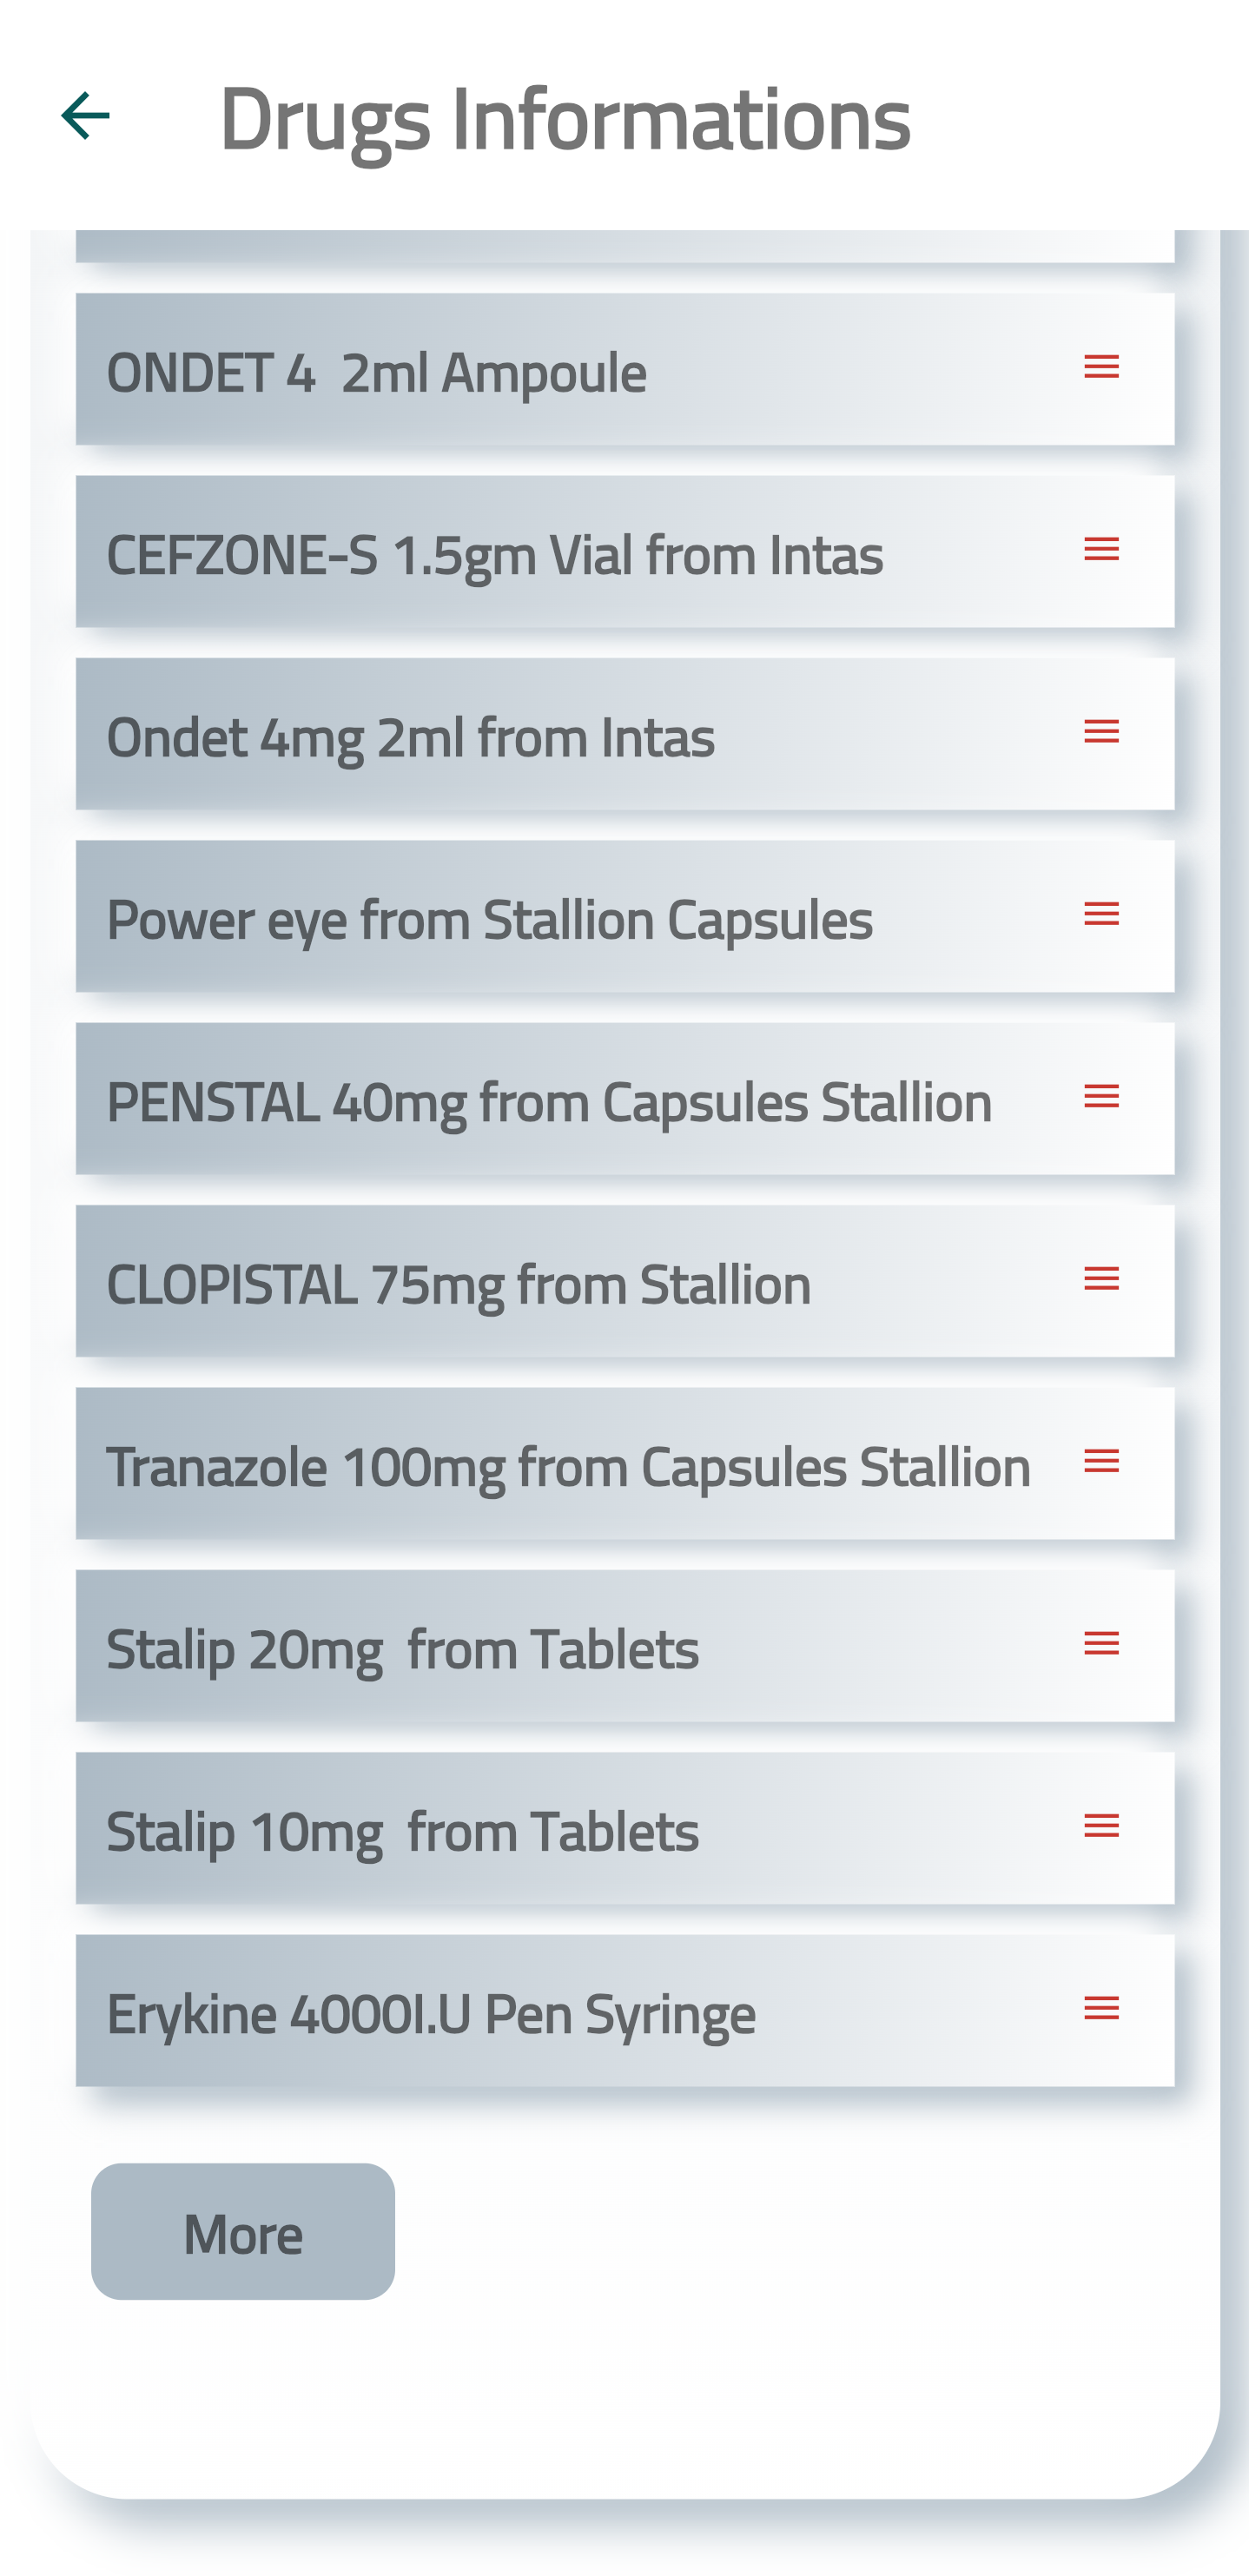 Drugs Informations
ONDET 4  2ml Ampoule
CEFZONE-S 1.5gm Vial from Intas
Ondet 4mg 2ml from Intas
Power eye from Stallion Capsules
PENSTAL 40mg from Capsules Stallion
CLOPISTAL 75mg from Stallion
Tranazole 100mg from Capsules Stallion
Stalip 20mg  from Tablets
Stalip 10mg  from Tablets
Erykine 4000I.U Pen Syringe
More